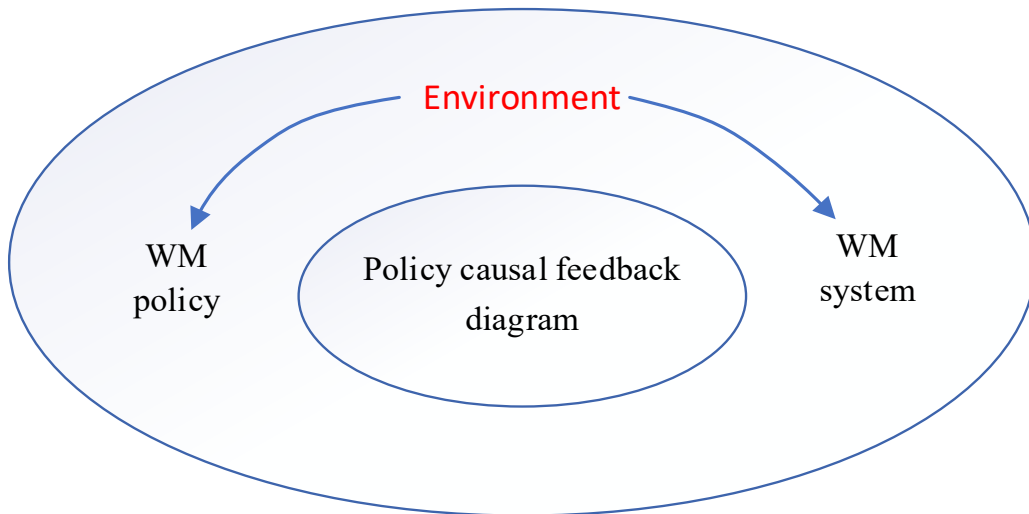 Environment
WM
policy
Policy causal feedback
diagram
WM
system